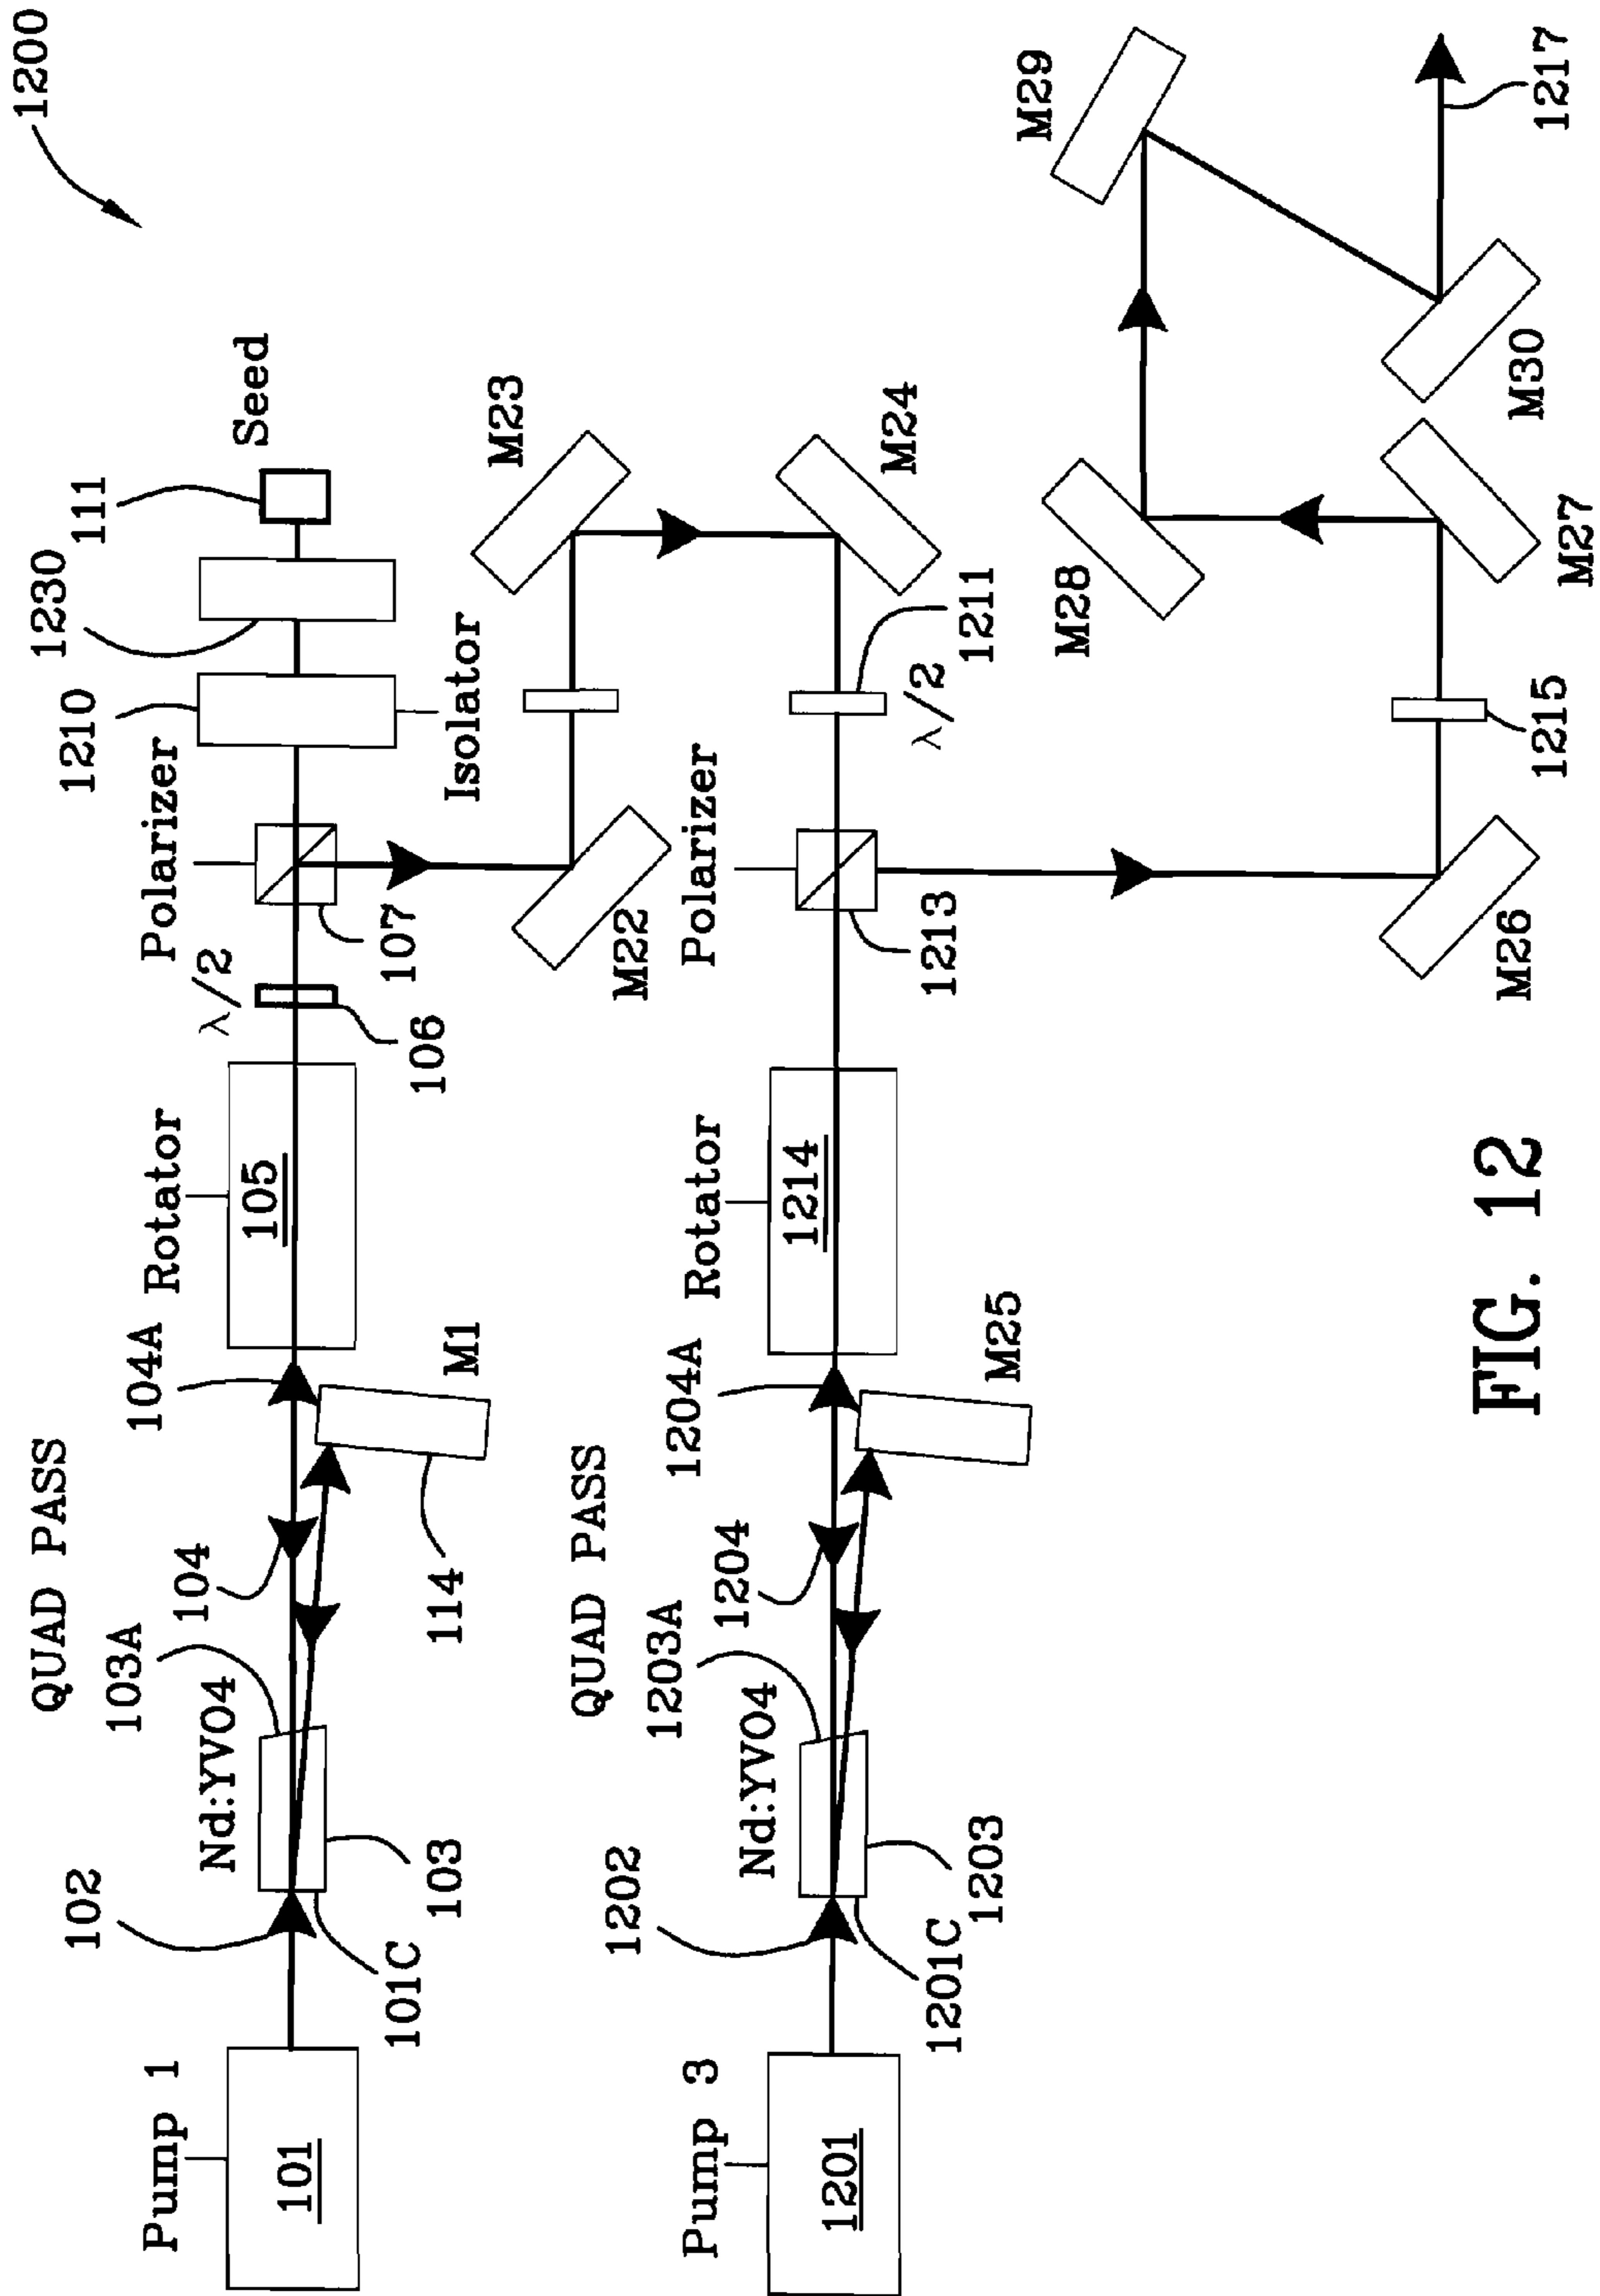 1200
QUAD PASS
Pump 1
101
102
101C
Nd:YVO4
103
103A
104
114
104A
M1
Rotator
105
λ/2
106
Polarizer
107
1210
Isolator
1230
111
Seed
M22
M23
M24
QUAD PASS
Pump 3
1201
1202
1201C
Nd:YVO4
1203
1203A
1204
1204A
M25
Rotator
1214
Polarizer
1213
λ/2
1211
M26
1215
M27
M28
M29
M30
1217
FIG. 12